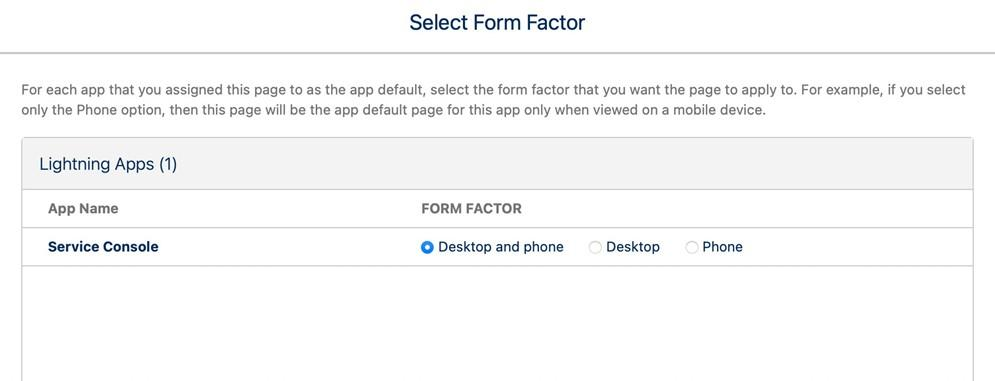 Select Form Factor
For each app that you assigned this page to as the app default, select the form factor that you want the page to apply to. For example, if you select
only the Phone option, then this page will be the app default page for this app only when viewed on a mobile device.
Lightning Apps (1)
App Name FORM FACTOR
Service Console Desktop and phone Desktop Phone